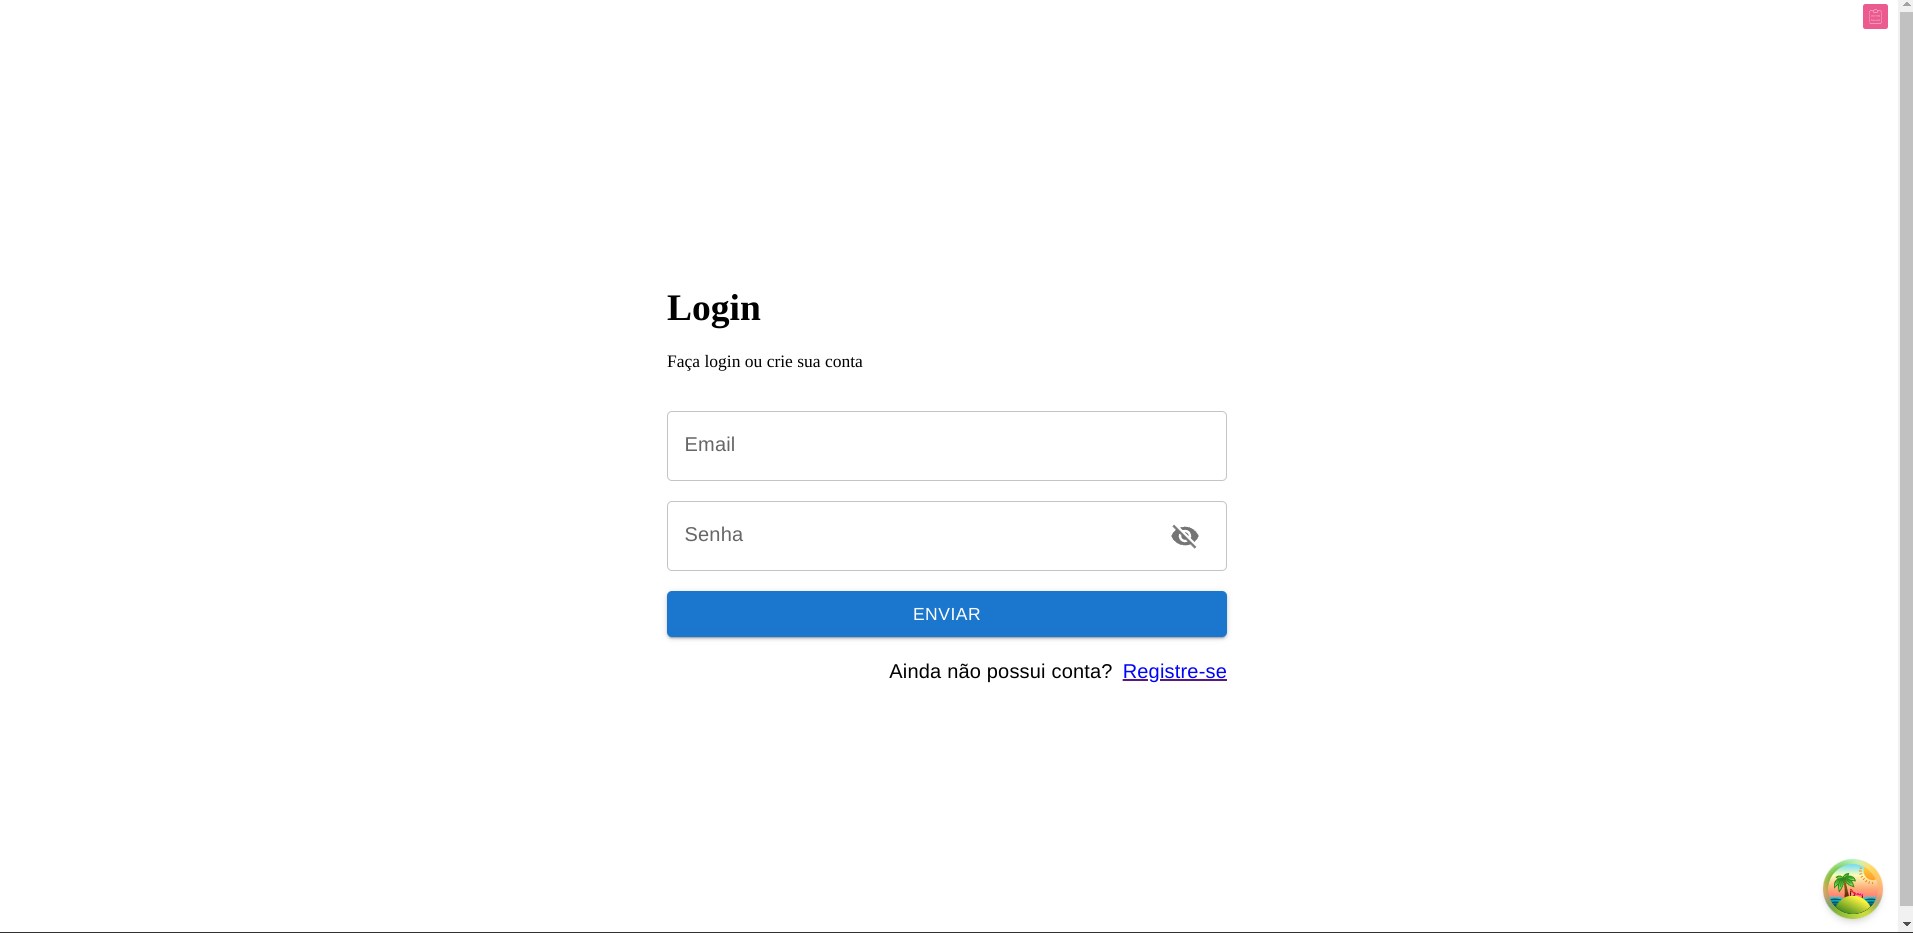 Login
Faça login ou crie sua conta
Email
Senha
ENVIAR
Ainda não possui conta? Registre-se